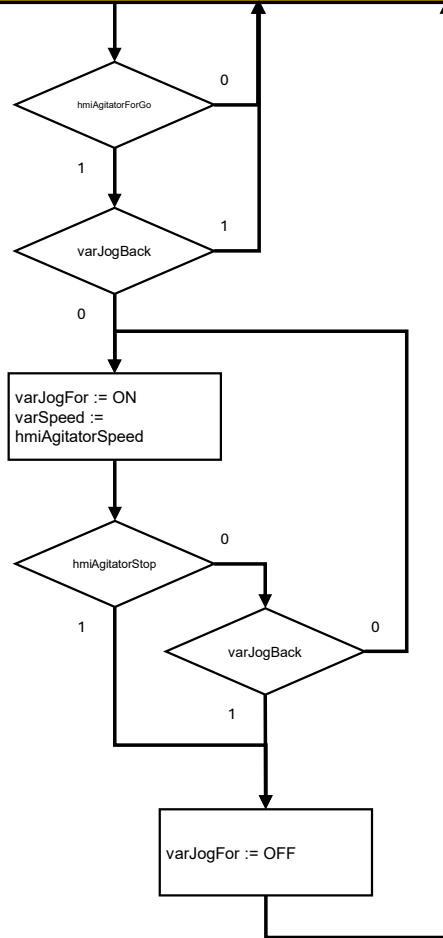 0
hmiAgitatorForGo
1
1
varJogBack
0
varJogFor := ON
varSpeed :=
hmiAgitatorSpeed
0
hmiAgitatorStop
1
0
varJogBack
1
varJogFor := OFF